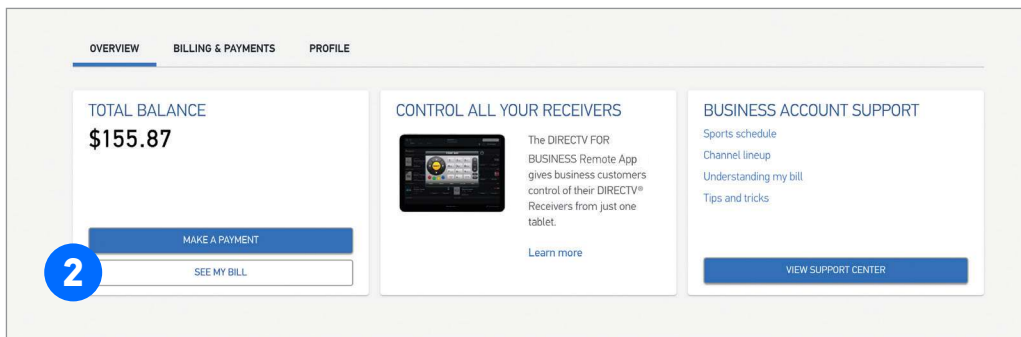 OVERVIEW BILLING & PAYMENTS PROFILE
TOTAL BALANCE
$155.87
MAKE A PAYMENT
2
SEE MY BILL
CONTROL ALL YOUR RECEIVERS
The DIRECTV FOR
BUSINESS Remote App
gives business customers
control of their DIRECTV®
Receivers from just one
tablet.
Learn more
BUSINESS ACCOUNT SUPPORT
Sports schedule
Channel lineup
Understanding my bill
Tips and tricks
VIEW SUPPORT CENTER